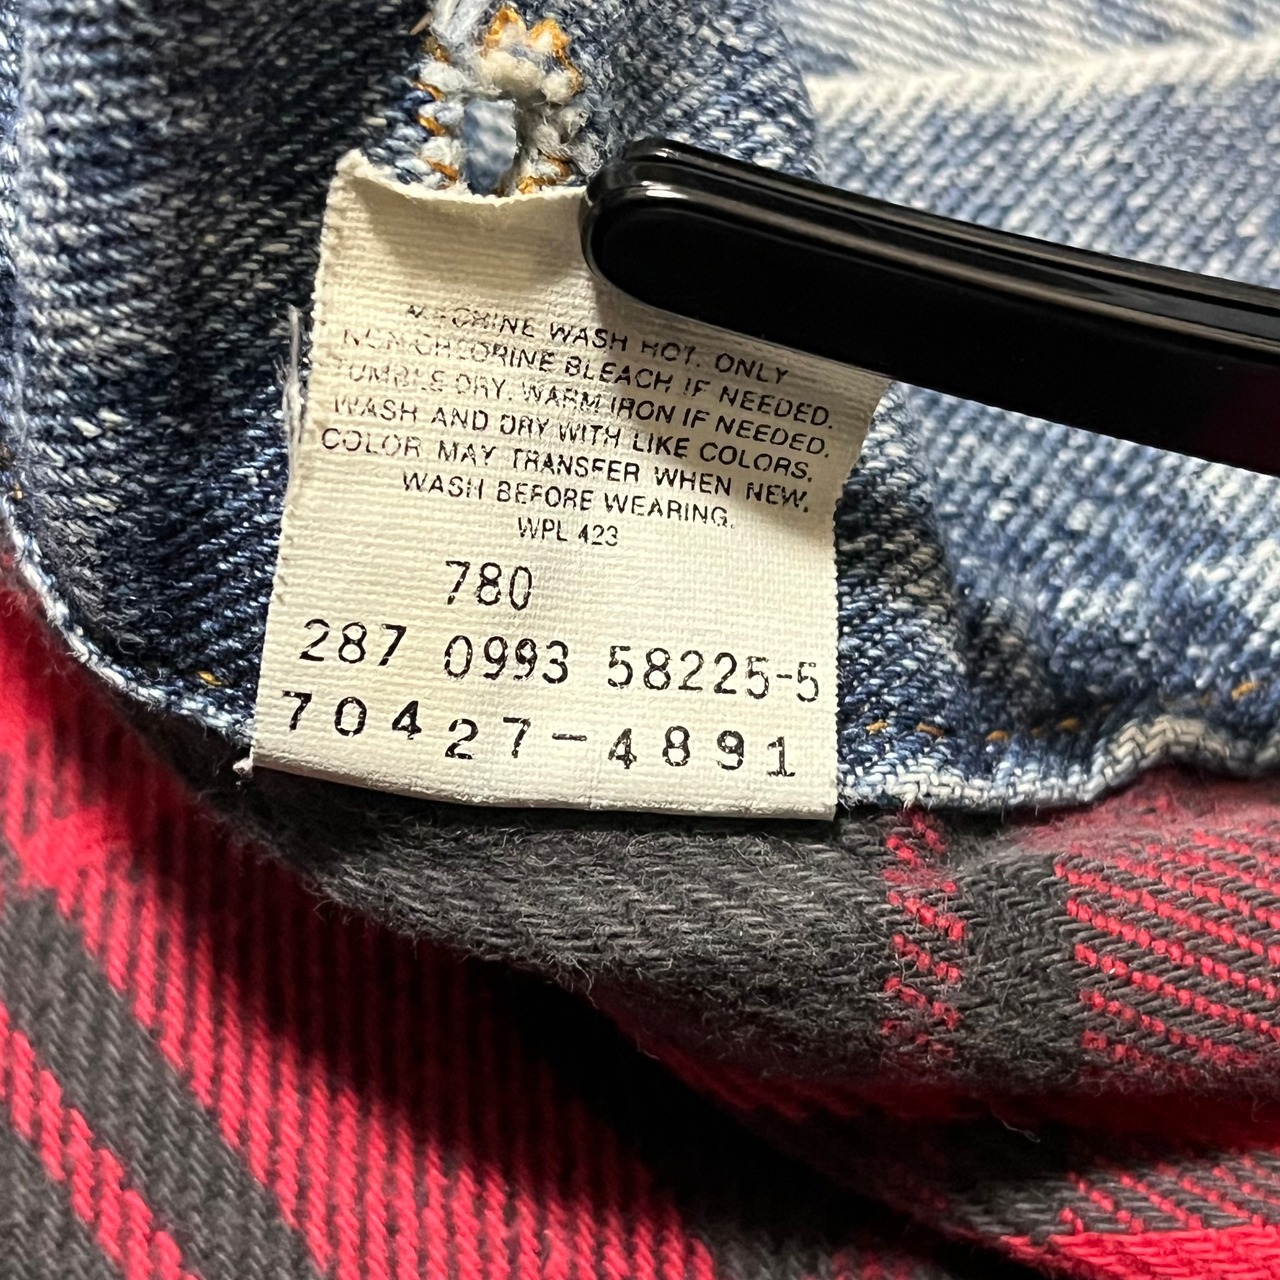 MACHINE WASH HOT. ONLY
NON-CHLORINE BLEACH IF NEEDED.
TUMBLE DRY. WARM IRON IF NEEDED.
WASH AND DRY WITH LIKE COLORS.
COLOR MAY TRANSFER WHEN NEW.
WASH BEFORE WEARING.
WPL 423
780
287 0993 58225-5
70427-4891